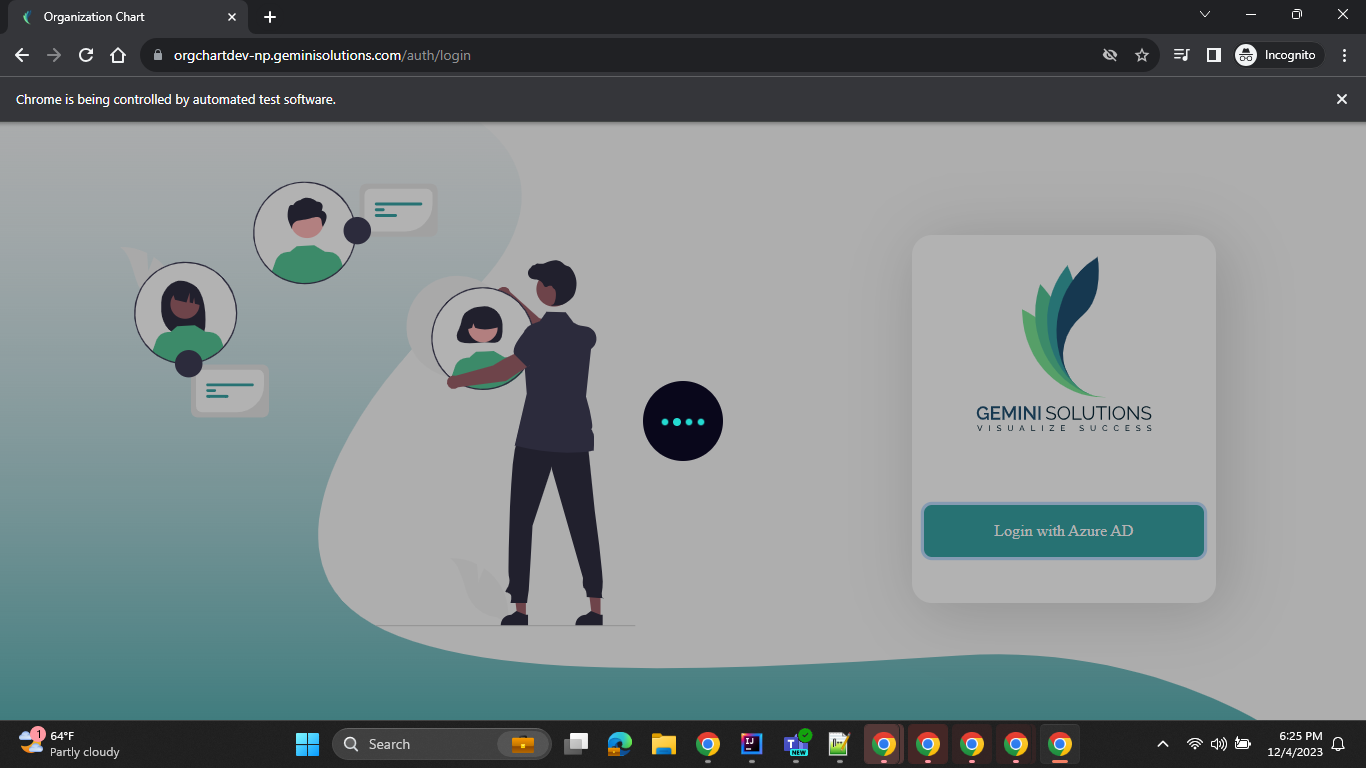 Organization Chart
orgchartdev-np.geminisolutions.com/auth/login
Incognito
Chrome is being controlled by automated test software.
GEMINI SOLUTIONS
VISUALIZE SUCCESS
Login with Azure AD
1
64°F
Partly cloudy
Search
IJ
T
NEW
6:25 PM
12/4/2023